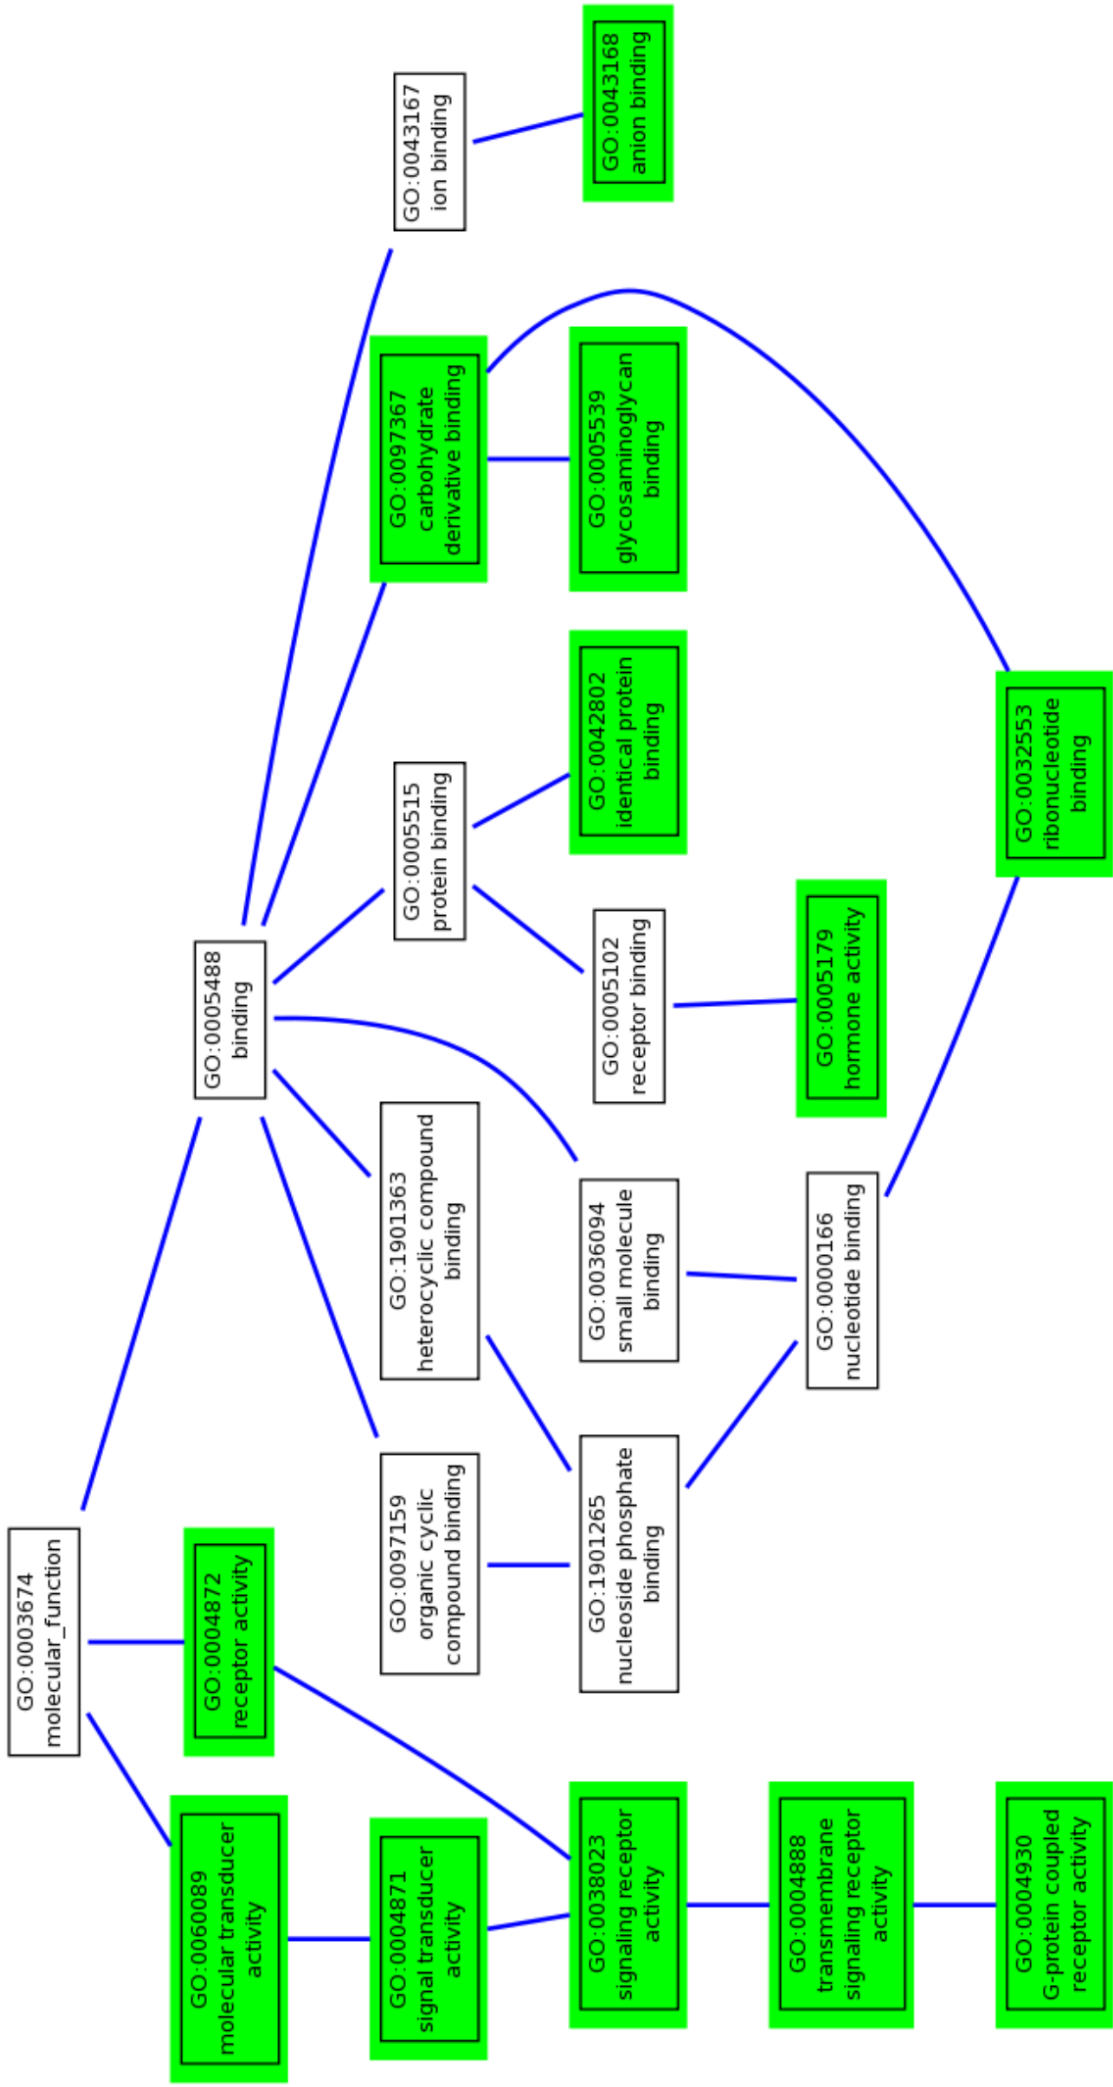 GO:0003674
molecular_function
GO:0060089
molecular transducer
activity
GO:0004872
receptor activity
GO:0005488
binding
GO:0004871
signal transducer
activity
GO:0097159
organic cyclic
compound binding
GO:1901363
heterocyclic compound
binding
GO:0005515
protein binding
GO:0097367
carbohydrate
derivative binding
GO:0043167
ion binding
GO:0038023
signaling receptor
activity
GO:1901265
nucleoside phosphate
binding
GO:0036094
small molecule
binding
GO:0005102
receptor binding
GO:0042802
identical protein
binding
GO:0005539
glycosaminoglycan
binding
GO:0043168
anion binding
GO:0004888
transmembrane
signaling receptor
activity
GO:0000166
nucleotide binding
GO:0005179
hormone activity
GO:0004930
G-protein coupled
receptor activity
GO:0032553
ribonucleotide
binding